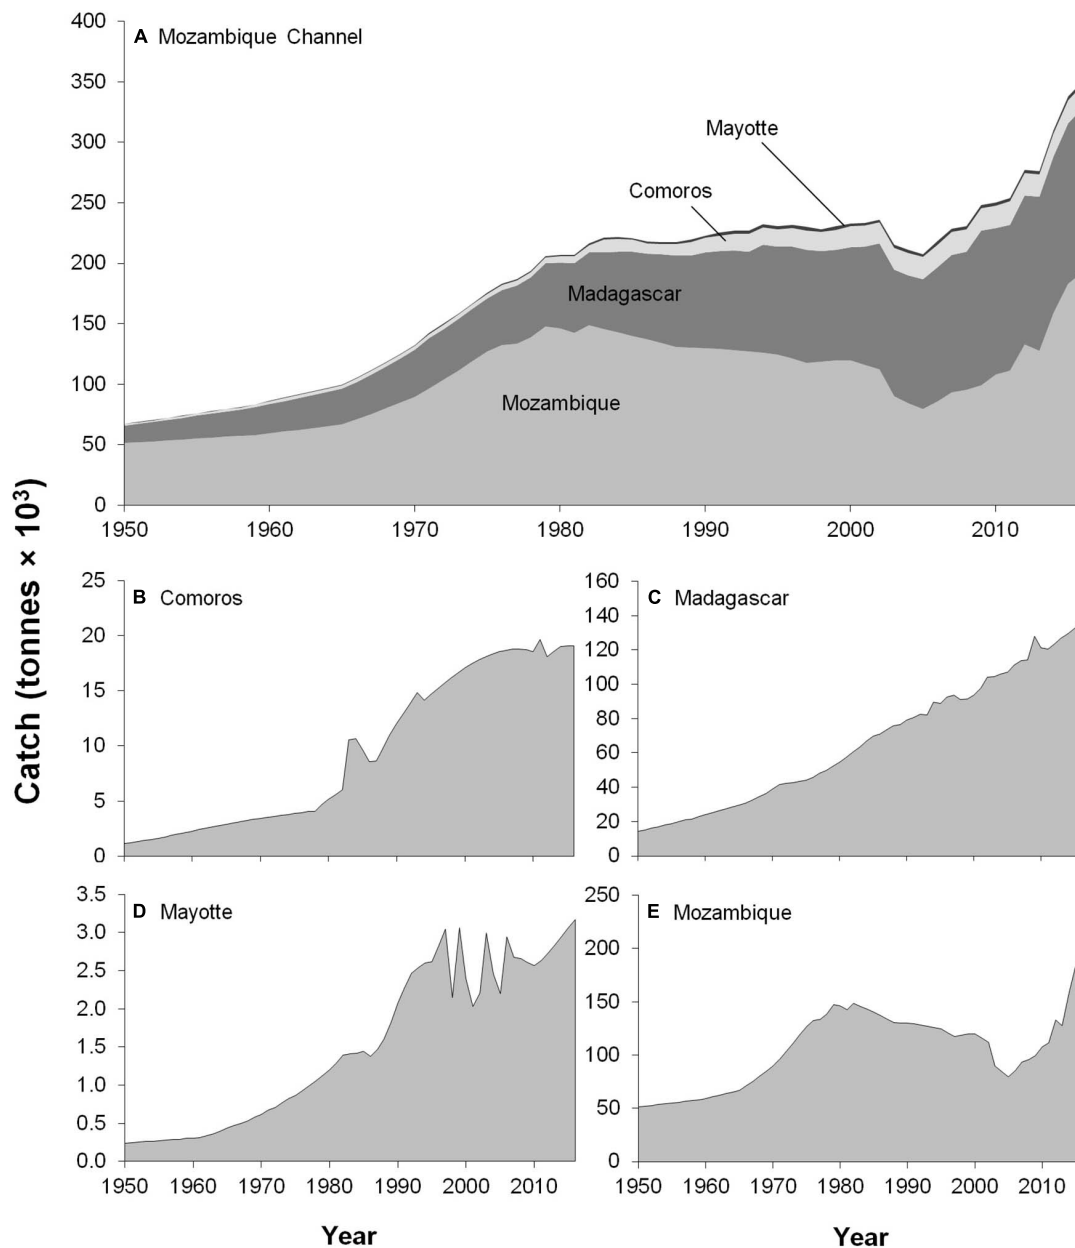 400
A Mozambique Channel
350
300
Mayotte
250
Comoros
200
Madagascar
150
100
Mozambique
50
0
1950 1960 1970 1980 1990 2000 2010
Catch (tonnes × 10³)
25
B Comoros
20
15
10
5
0
160
C Madagascar
140
120
100
80
60
40
20
0
3.5
D Mayotte
3.0
2.5
2.0
1.5
1.0
0.5
0.0
1950 1960 1970 1980 1990 2000 2010
Year
250
E Mozambique
200
150
100
50
0
1950 1960 1970 1980 1990 2000 2010
Year